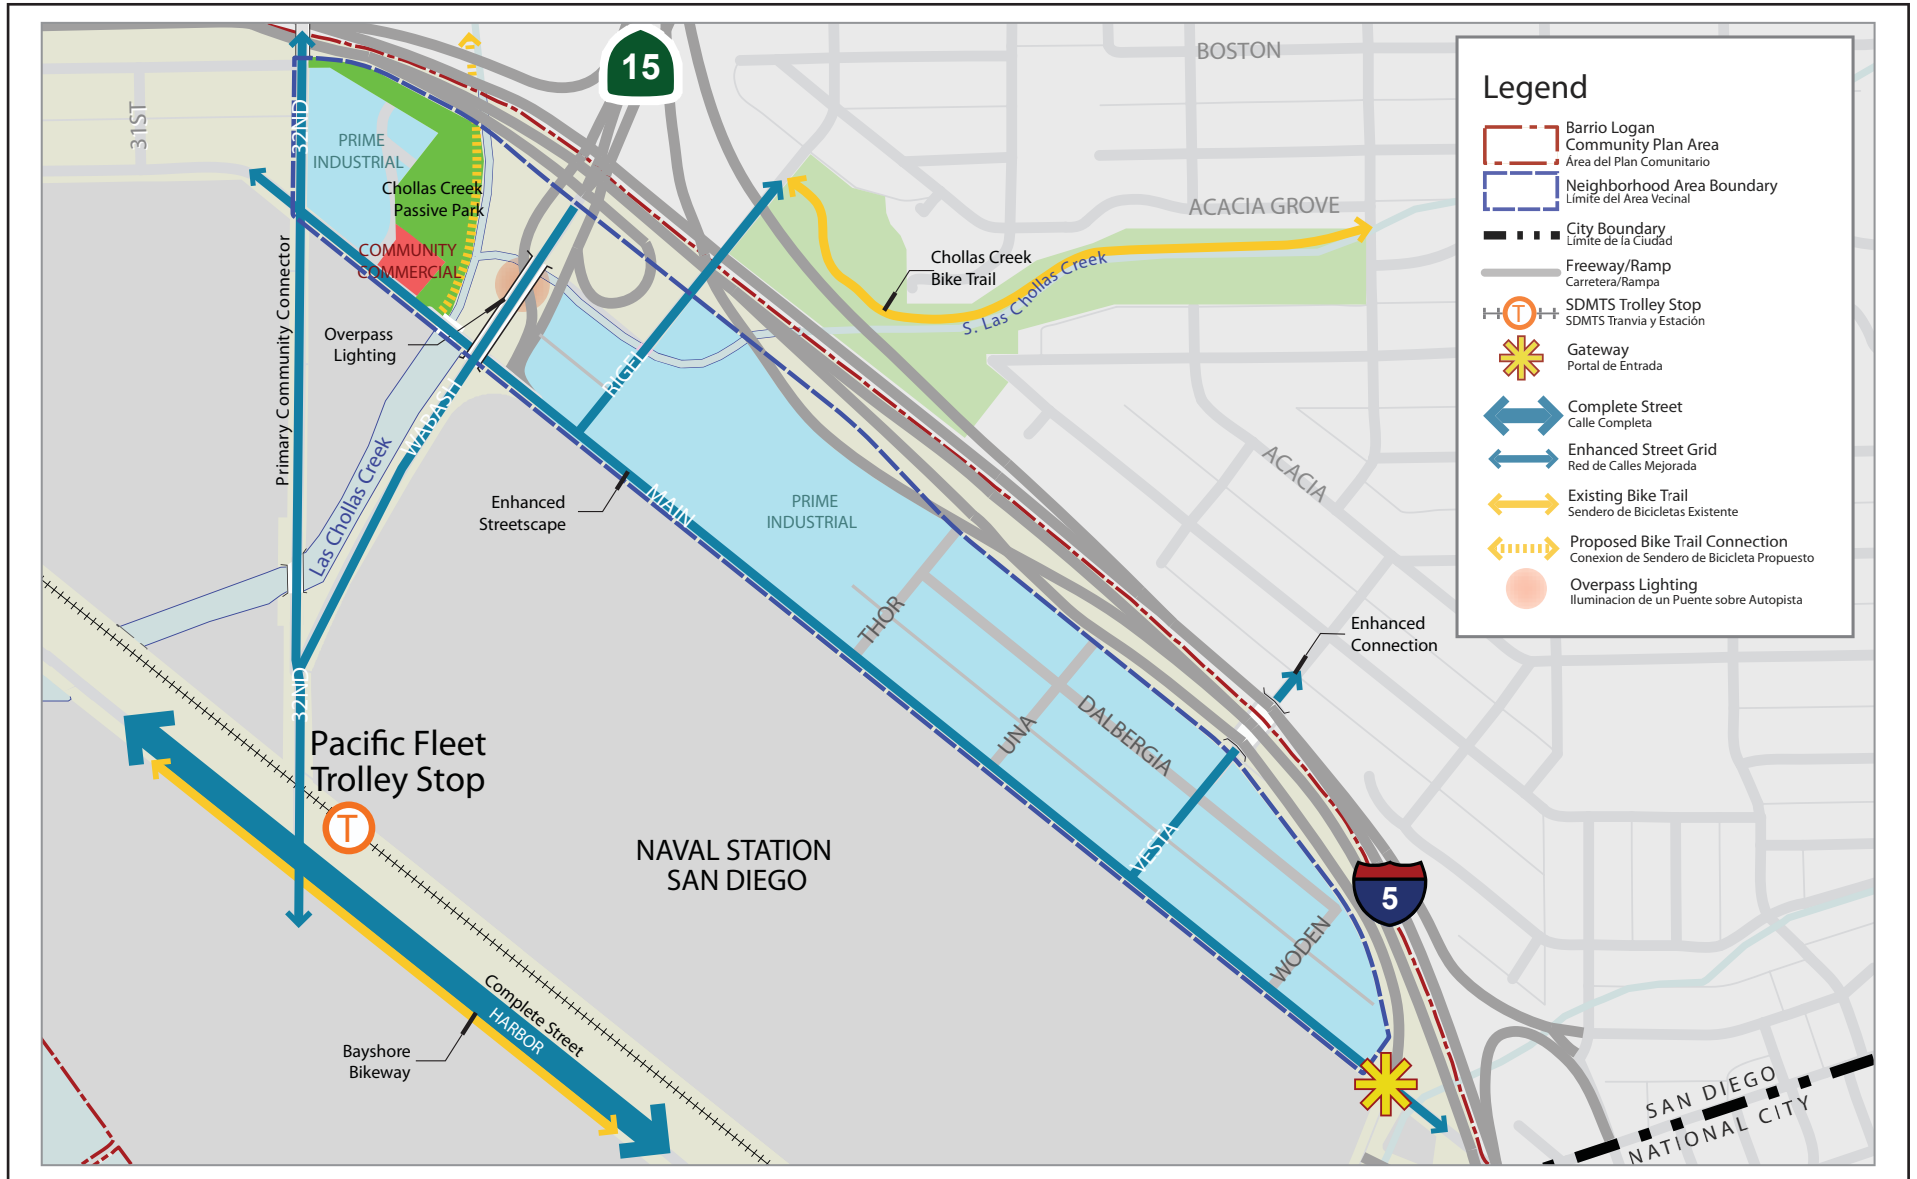 BOSTON
15
31ST
32ND
PRIME
INDUSTRIAL
Chollas Creek
Passive Park
COMMUNITY
COMMERCIAL
Primary Community Connector
Overpass
Lighting
ACACIA GROVE
Chollas Creek
Bike Trail
S. Las Chollas Creek
RIGEL
WABASH
Las Chollas Creek
Enhanced
Streetscape
MAIN
PRIME
INDUSTRIAL
ACACIA
THOR
UNA
DALBERGIA
VESTA
WODEN
Enhanced
Connection
32ND
Pacific Fleet
Trolley Stop
T
NAVAL STATION
SAN DIEGO
5
Complete Street
HARBOR
Bayshore
Bikeway
SAN DIEGO
NATIONAL CITY
Legend
Barrio Logan
Community Plan Area
Área del Plan Comunitario
Neighborhood Area Boundary
Límite del Area Vecinal
City Boundary
Límite de la Ciudad
Freeway/Ramp
Carretera/Rampa
T
SDMTS Trolley Stop
SDMTS Tranvia y Estación
Gateway
Portal de Entrada
Complete Street
Calle Completa
Enhanced Street Grid
Red de Calles Mejorada
Existing Bike Trail
Sendero de Bicicletas Existente
Proposed Bike Trail Connection
Conexion de Sendero de Bicicleta Propuesto
Overpass Lighting
Iluminacion de un Puente sobre Autopista